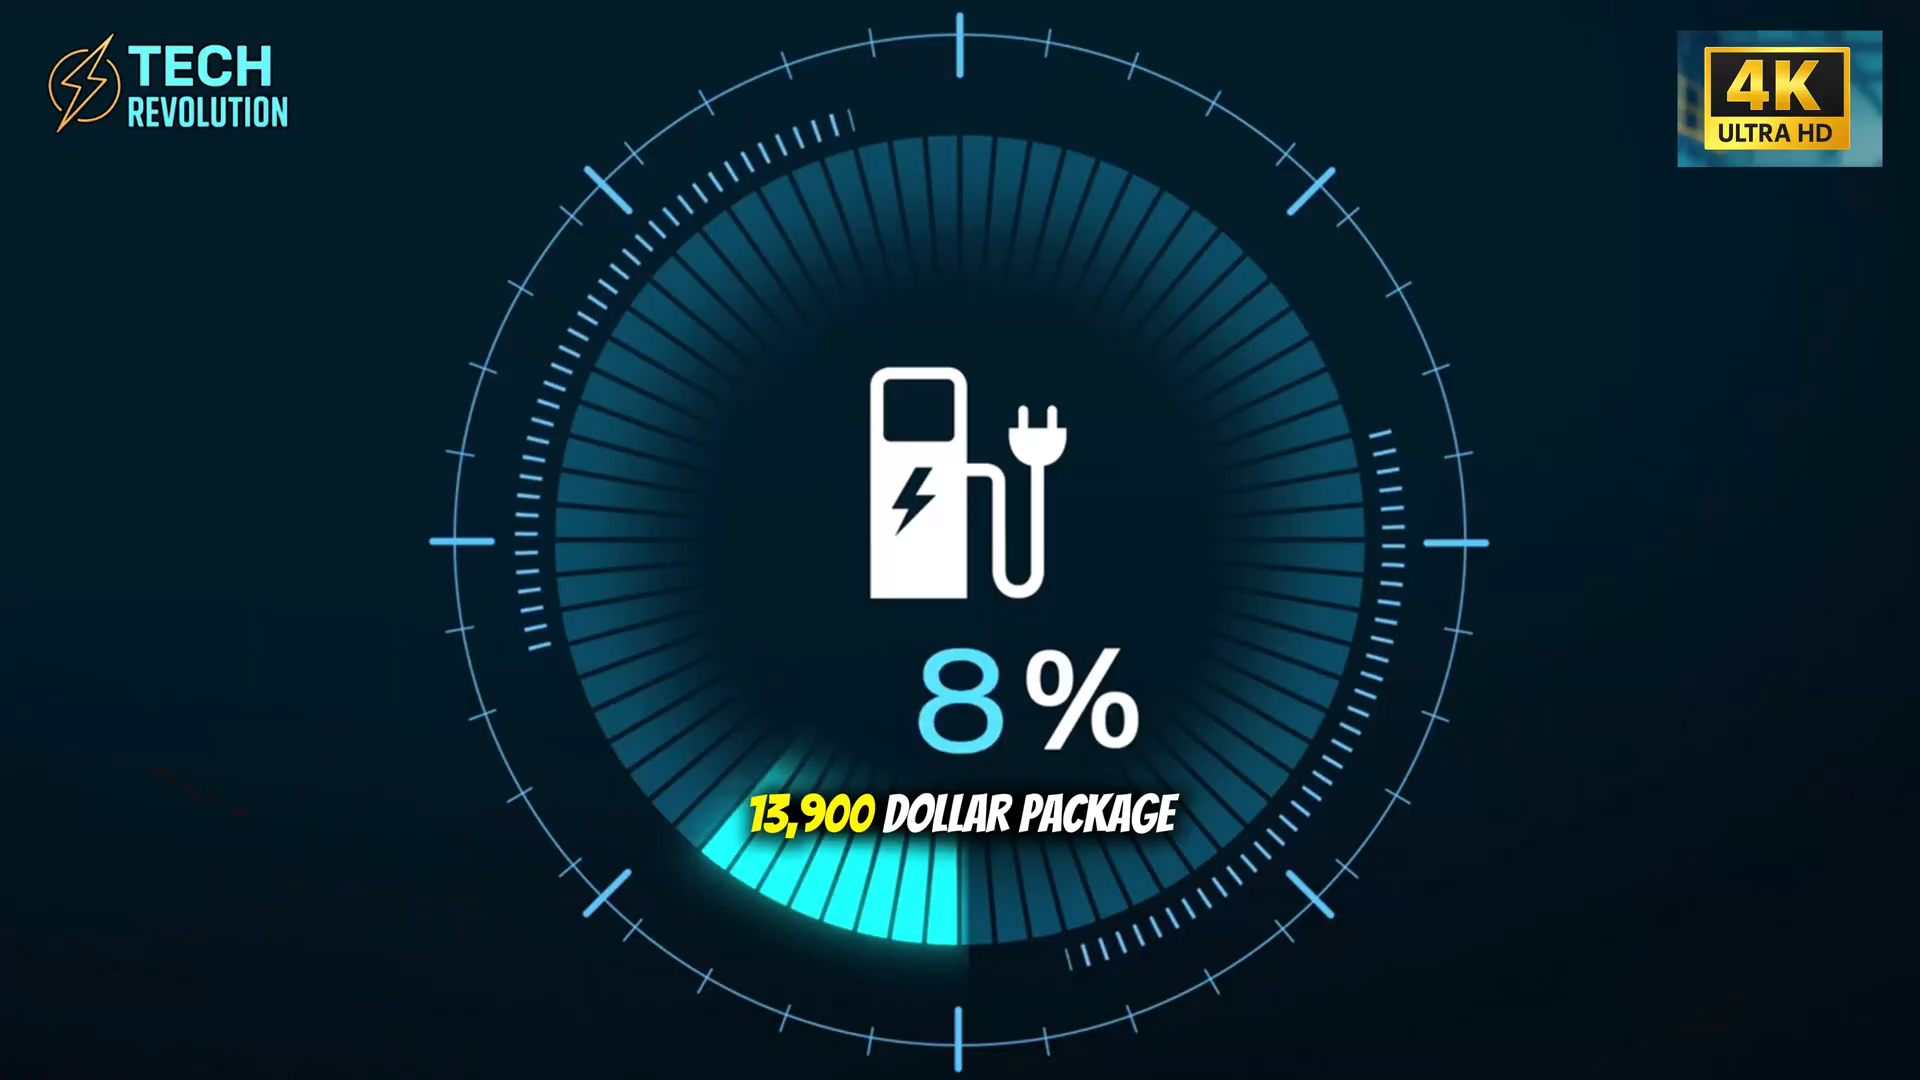 TECH
REVOLUTION
4K
ULTRA HD
8%
13,900 DOLLAR PACKAGE